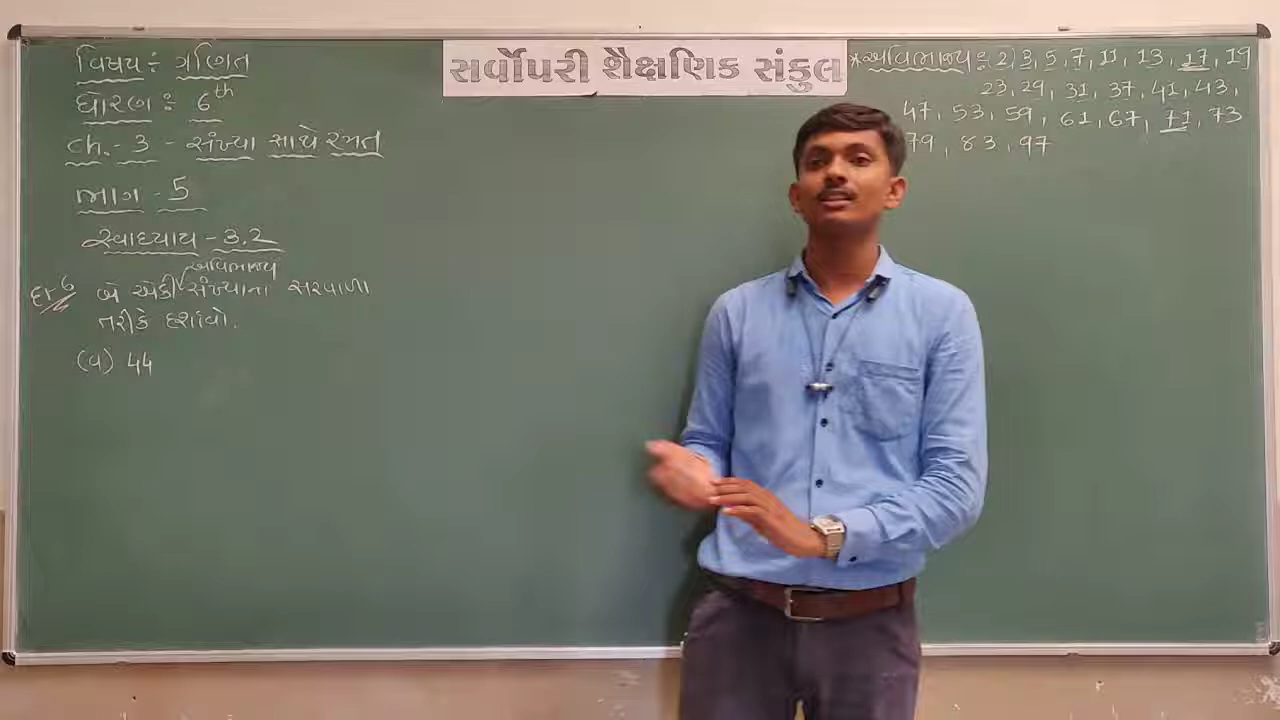 વિષય : ગણિત
ધોરણ : 6th
Ch. - 3 - સંખ્યા સાથે રમત
ભાગ - 5
સ્વાધ્યાય - 3.2
અવિભાજ્ય
દા 6 બે એકી સંખ્યાના સરવાળા
તરીકે દર્શાવો.
(બ) 44
સર્વોપરી શૈક્ષણિક સંકુલ
*અવિભાજ્ય : 2, 3, 5, 7, 11, 13, 17, 19
23, 29, 31, 37, 41, 43,
47, 53, 59, 61, 67, 71, 73
79, 83, 97